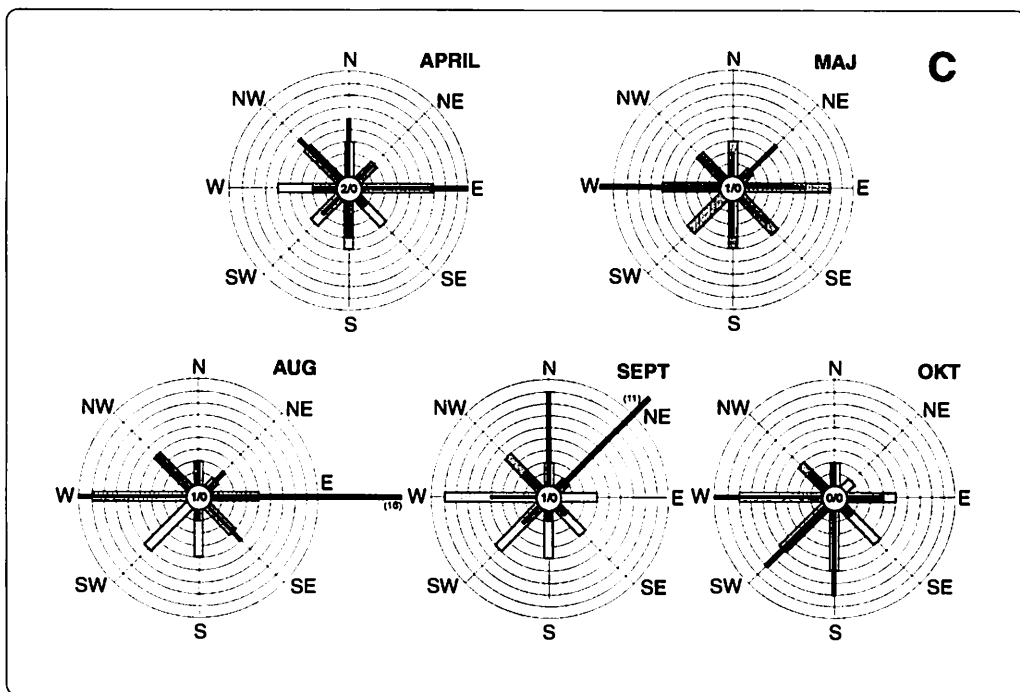 C
APRIL
N
NE
E
SE
S
SW
W
NW
2/0
MAJ
N
NE
E
SE
S
SW
W
NW
1/0
AUG
N
NE
E
(16)
SE
S
SW
W
NW
1/0
SEPT
N
(11)
NE
E
SE
S
SW
W
NW
1/0
OKT
N
NE
E
SE
S
SW
W
NW
0/0